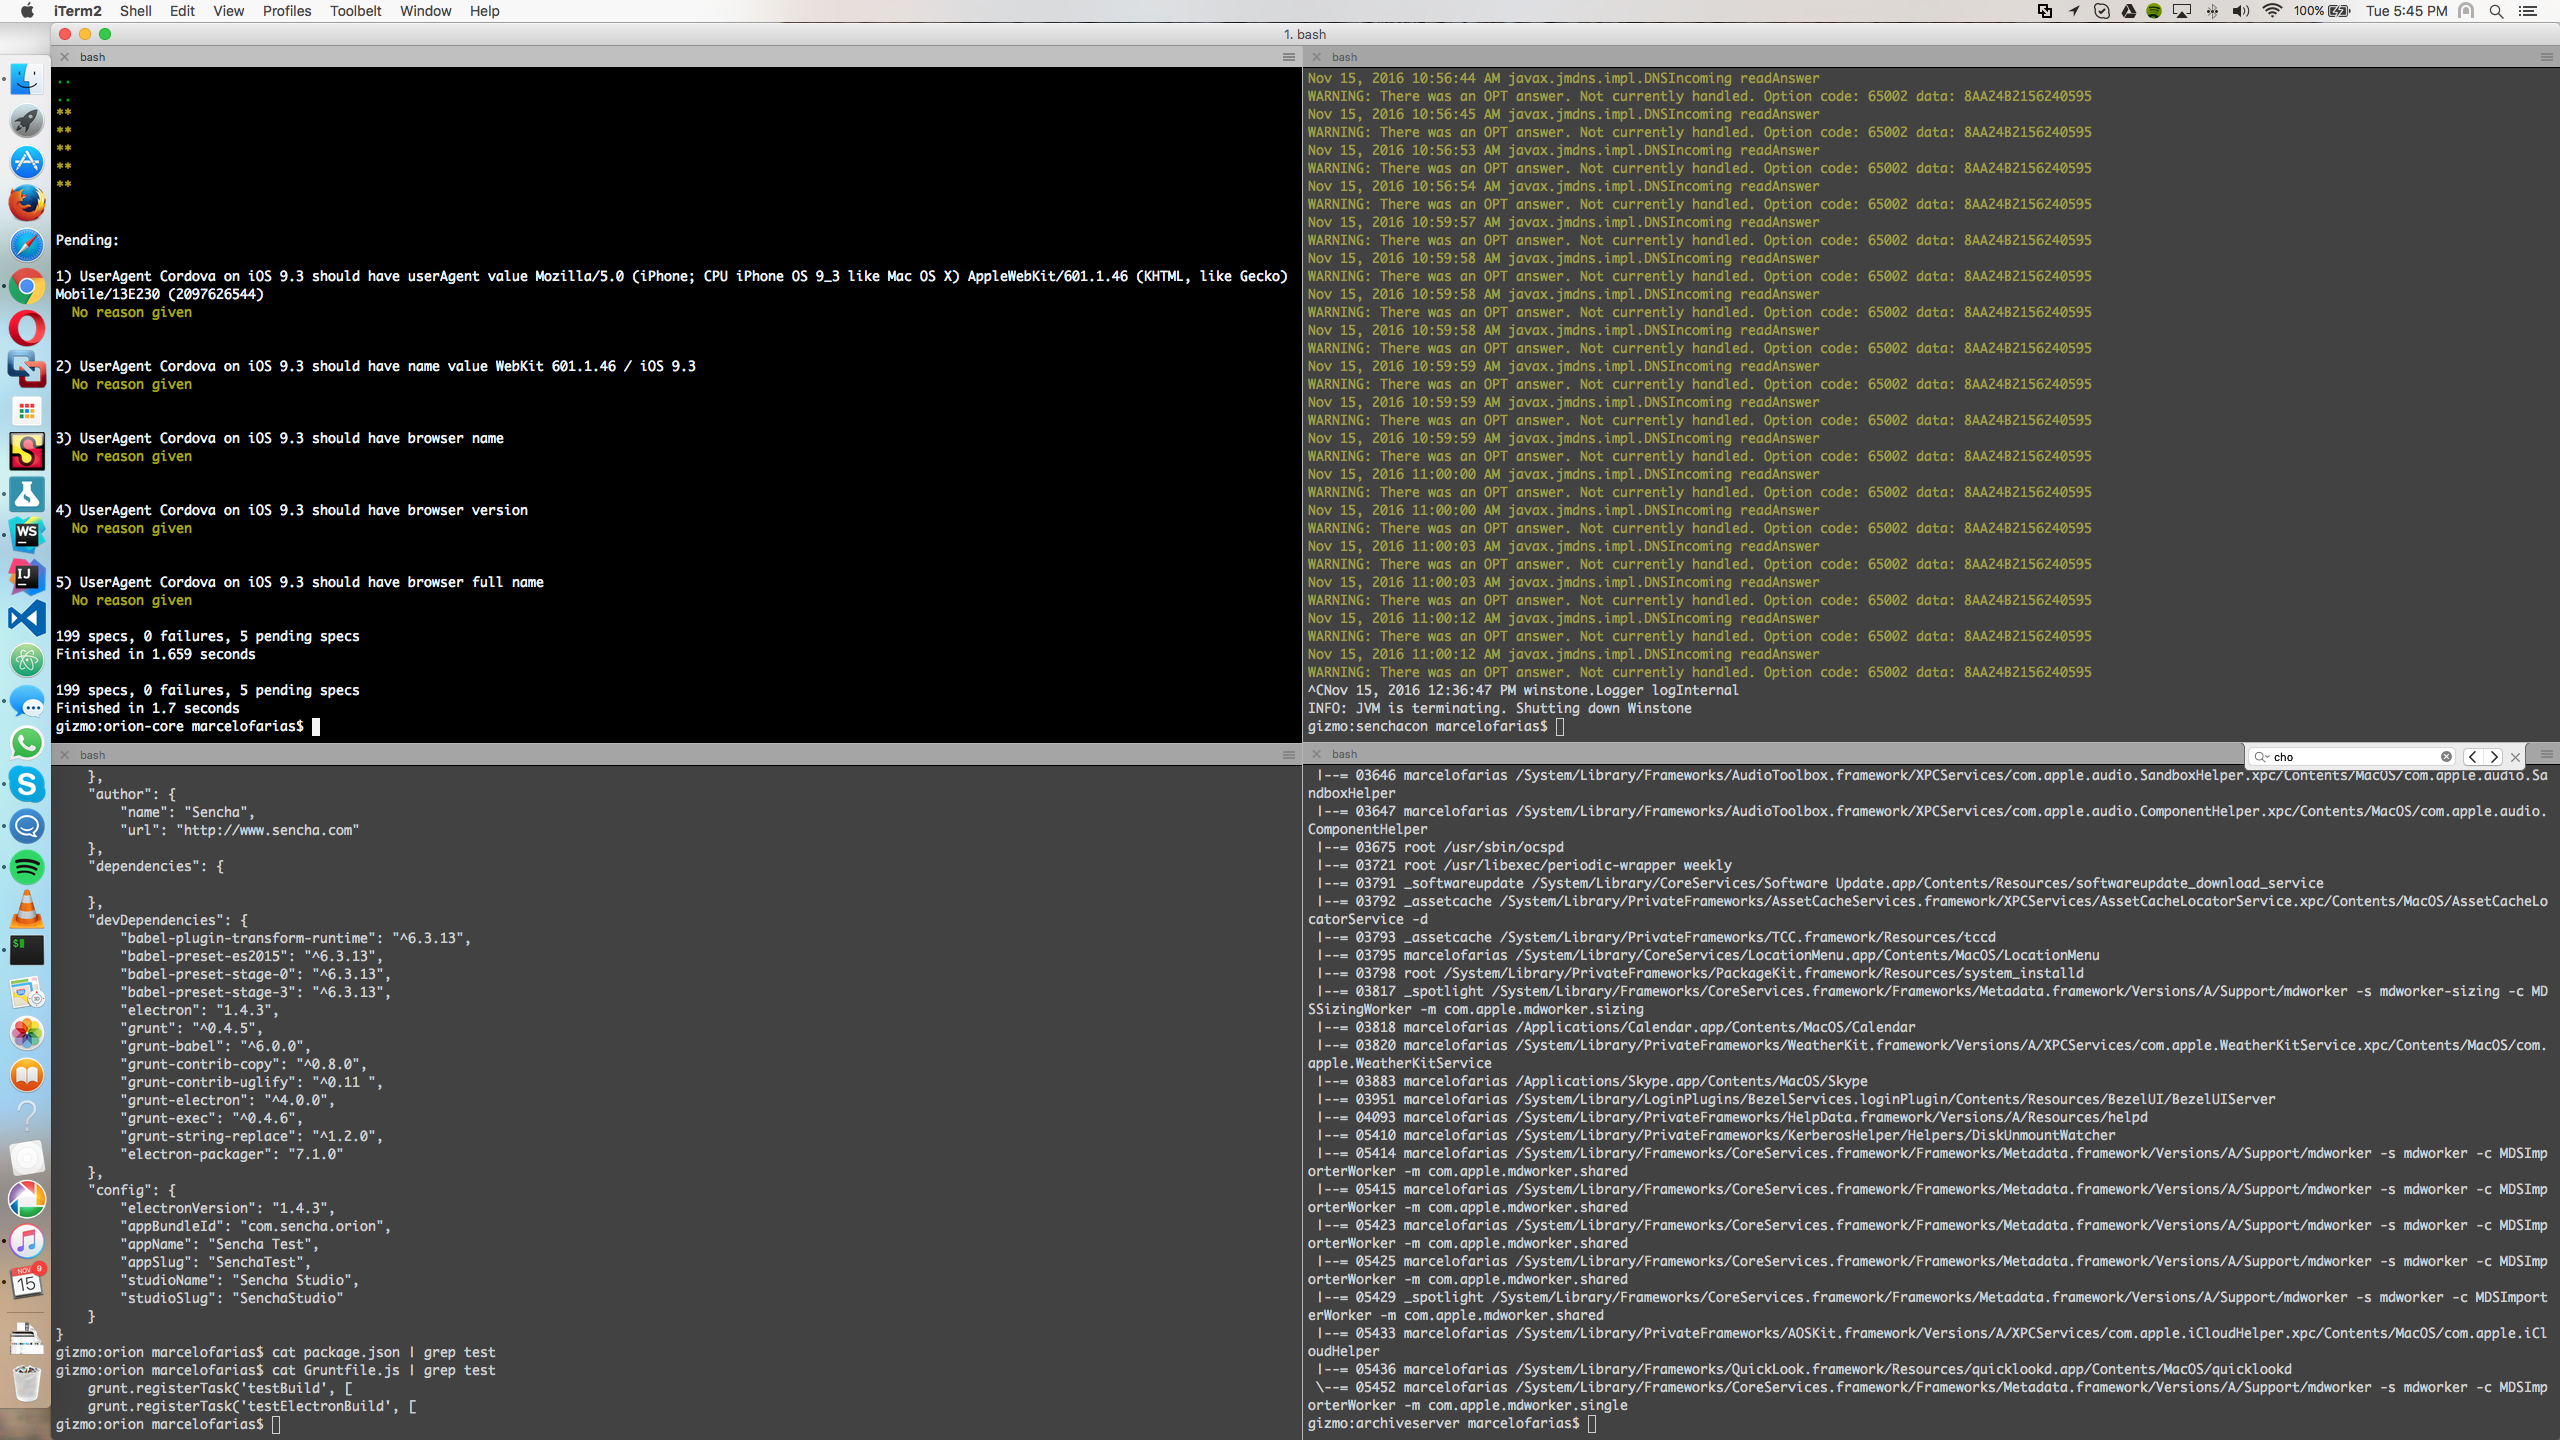 iTerm2 Shell Edit View Profiles Toolbelt Window Help
100% Tue 5:45 PM
1. bash
bash
..
..
**
**
**
**
**
Pending:
1) UserAgent Cordova on iOS 9.3 should have userAgent value Mozilla/5.0 (iPhone; CPU iPhone OS 9_3 like Mac OS X) AppleWebKit/601.1.46 (KHTML, like Gecko)
Mobile/13E230 (2097626544)
No reason given
2) UserAgent Cordova on iOS 9.3 should have name value WebKit 601.1.46 / iOS 9.3
No reason given
3) UserAgent Cordova on iOS 9.3 should have browser name
No reason given
4) UserAgent Cordova on iOS 9.3 should have browser version
No reason given
5) UserAgent Cordova on iOS 9.3 should have browser full name
No reason given
199 specs, 0 failures, 5 pending specs
Finished in 1.659 seconds
199 specs, 0 failures, 5 pending specs
Finished in 1.7 seconds
gizmo:orion-core marcelofarias$
bash
Nov 15, 2016 10:56:44 AM javax.jmdns.impl.DNSIncoming readAnswer
WARNING: There was an OPT answer. Not currently handled. Option code: 65002 data: 8AA24B2156240595
Nov 15, 2016 10:56:45 AM javax.jmdns.impl.DNSIncoming readAnswer
WARNING: There was an OPT answer. Not currently handled. Option code: 65002 data: 8AA24B2156240595
Nov 15, 2016 10:56:53 AM javax.jmdns.impl.DNSIncoming readAnswer
WARNING: There was an OPT answer. Not currently handled. Option code: 65002 data: 8AA24B2156240595
Nov 15, 2016 10:56:54 AM javax.jmdns.impl.DNSIncoming readAnswer
WARNING: There was an OPT answer. Not currently handled. Option code: 65002 data: 8AA24B2156240595
Nov 15, 2016 10:59:57 AM javax.jmdns.impl.DNSIncoming readAnswer
WARNING: There was an OPT answer. Not currently handled. Option code: 65002 data: 8AA24B2156240595
Nov 15, 2016 10:59:58 AM javax.jmdns.impl.DNSIncoming readAnswer
WARNING: There was an OPT answer. Not currently handled. Option code: 65002 data: 8AA24B2156240595
Nov 15, 2016 10:59:58 AM javax.jmdns.impl.DNSIncoming readAnswer
WARNING: There was an OPT answer. Not currently handled. Option code: 65002 data: 8AA24B2156240595
Nov 15, 2016 10:59:58 AM javax.jmdns.impl.DNSIncoming readAnswer
WARNING: There was an OPT answer. Not currently handled. Option code: 65002 data: 8AA24B2156240595
Nov 15, 2016 10:59:59 AM javax.jmdns.impl.DNSIncoming readAnswer
WARNING: There was an OPT answer. Not currently handled. Option code: 65002 data: 8AA24B2156240595
Nov 15, 2016 10:59:59 AM javax.jmdns.impl.DNSIncoming readAnswer
WARNING: There was an OPT answer. Not currently handled. Option code: 65002 data: 8AA24B2156240595
Nov 15, 2016 10:59:59 AM javax.jmdns.impl.DNSIncoming readAnswer
WARNING: There was an OPT answer. Not currently handled. Option code: 65002 data: 8AA24B2156240595
Nov 15, 2016 11:00:00 AM javax.jmdns.impl.DNSIncoming readAnswer
WARNING: There was an OPT answer. Not currently handled. Option code: 65002 data: 8AA24B2156240595
Nov 15, 2016 11:00:00 AM javax.jmdns.impl.DNSIncoming readAnswer
WARNING: There was an OPT answer. Not currently handled. Option code: 65002 data: 8AA24B2156240595
Nov 15, 2016 11:00:03 AM javax.jmdns.impl.DNSIncoming readAnswer
WARNING: There was an OPT answer. Not currently handled. Option code: 65002 data: 8AA24B2156240595
Nov 15, 2016 11:00:03 AM javax.jmdns.impl.DNSIncoming readAnswer
WARNING: There was an OPT answer. Not currently handled. Option code: 65002 data: 8AA24B2156240595
Nov 15, 2016 11:00:12 AM javax.jmdns.impl.DNSIncoming readAnswer
WARNING: There was an OPT answer. Not currently handled. Option code: 65002 data: 8AA24B2156240595
Nov 15, 2016 11:00:12 AM javax.jmdns.impl.DNSIncoming readAnswer
WARNING: There was an OPT answer. Not currently handled. Option code: 65002 data: 8AA24B2156240595
^CNov 15, 2016 12:36:47 PM winstone.Logger logInternal
INFO: JVM is terminating. Shutting down Winstone
gizmo:senchacon marcelofarias$
bash
},
"author": {
"name": "Sencha",
"url": "http://www.sencha.com"
},
"dependencies": {
},
"devDependencies": {
"babel-plugin-transform-runtime": "^6.3.13",
"babel-preset-es2015": "^6.3.13",
"babel-preset-stage-0": "^6.3.13",
"babel-preset-stage-3": "^6.3.13",
"electron": "1.4.3",
"grunt": "^0.4.5",
"grunt-babel": "^6.0.0",
"grunt-contrib-copy": "^0.8.0",
"grunt-contrib-uglify": "^0.11 ",
"grunt-electron": "^4.0.0",
"grunt-exec": "^0.4.6",
"grunt-string-replace": "^1.2.0",
"electron-packager": "7.1.0"
},
"config": {
"electronVersion": "1.4.3",
"appBundleId": "com.sencha.orion",
"appName": "Sencha Test",
"appSlug": "SenchaTest",
"studioName": "Sencha Studio",
"studioSlug": "SenchaStudio"
}
}
gizmo:orion marcelofarias$ cat package.json | grep test
gizmo:orion marcelofarias$ cat Gruntfile.js | grep test
grunt.registerTask('testBuild', [
grunt.registerTask('testElectronBuild', [
gizmo:orion marcelofarias$
bash
cho
|--= 03646 marcelofarias /System/Library/Frameworks/AudioToolbox.framework/XPCServices/com.apple.audio.SandboxHelper.xpc/Contents/MacOS/com.apple.audio.Sa
ndboxHelper
|--= 03647 marcelofarias /System/Library/Frameworks/AudioToolbox.framework/XPCServices/com.apple.audio.ComponentHelper.xpc/Contents/MacOS/com.apple.audio.
ComponentHelper
|--= 03675 root /usr/sbin/ocspd
|--= 03721 root /usr/libexec/periodic-wrapper weekly
|--= 03791 _softwareupdate /System/Library/CoreServices/Software Update.app/Contents/Resources/softwareupdate_download_service
|--= 03792 _assetcache /System/Library/PrivateFrameworks/AssetCacheServices.framework/XPCServices/AssetCacheLocatorService.xpc/Contents/MacOS/AssetCacheLo
catorService -d
|--= 03793 _assetcache /System/Library/PrivateFrameworks/TCC.framework/Resources/tccd
|--= 03795 marcelofarias /System/Library/CoreServices/LocationMenu.app/Contents/MacOS/LocationMenu
|--= 03798 root /System/Library/PrivateFrameworks/PackageKit.framework/Resources/system_installd
|--= 03817 _spotlight /System/Library/Frameworks/CoreServices.framework/Frameworks/Metadata.framework/Versions/A/Support/mdworker -s mdworker-sizing -c MD
SSizingWorker -m com.apple.mdworker.sizing
|--= 03818 marcelofarias /Applications/Calendar.app/Contents/MacOS/Calendar
|--= 03820 marcelofarias /System/Library/PrivateFrameworks/WeatherKit.framework/Versions/A/XPCServices/com.apple.WeatherKitService.xpc/Contents/MacOS/com.
apple.WeatherKitService
|--= 03883 marcelofarias /Applications/Skype.app/Contents/MacOS/Skype
|--= 03951 marcelofarias /System/Library/LoginPlugins/BezelServices.loginPlugin/Contents/Resources/BezelUI/BezelUIServer
|--= 04093 marcelofarias /System/Library/PrivateFrameworks/HelpData.framework/Versions/A/Resources/helpd
|--= 05410 marcelofarias /System/Library/PrivateFrameworks/KerberosHelper/Helpers/DiskUnmountWatcher
|--= 05414 marcelofarias /System/Library/Frameworks/CoreServices.framework/Frameworks/Metadata.framework/Versions/A/Support/mdworker -s mdworker -c MDSImp
orterWorker -m com.apple.mdworker.shared
|--= 05415 marcelofarias /System/Library/Frameworks/CoreServices.framework/Frameworks/Metadata.framework/Versions/A/Support/mdworker -s mdworker -c MDSImp
orterWorker -m com.apple.mdworker.shared
|--= 05423 marcelofarias /System/Library/Frameworks/CoreServices.framework/Frameworks/Metadata.framework/Versions/A/Support/mdworker -s mdworker -c MDSImp
orterWorker -m com.apple.mdworker.shared
|--= 05425 marcelofarias /System/Library/Frameworks/CoreServices.framework/Frameworks/Metadata.framework/Versions/A/Support/mdworker -s mdworker -c MDSImp
orterWorker -m com.apple.mdworker.shared
|--= 05429 _spotlight /System/Library/Frameworks/CoreServices.framework/Frameworks/Metadata.framework/Versions/A/Support/mdworker -s mdworker -c MDSImport
erWorker -m com.apple.mdworker.shared
|--= 05433 marcelofarias /System/Library/PrivateFrameworks/AOSKit.framework/Versions/A/XPCServices/com.apple.iCloudHelper.xpc/Contents/MacOS/com.apple.iCl
oudHelper
|--= 05436 marcelofarias /System/Library/Frameworks/QuickLook.framework/Resources/quicklookd.app/Contents/MacOS/quicklookd
\--= 05452 marcelofarias /System/Library/Frameworks/CoreServices.framework/Frameworks/Metadata.framework/Versions/A/Support/mdworker -s mdworker -c MDSImp
orterWorker -m com.apple.mdworker.single
gizmo:archiveserver marcelofarias$
WS
IJ
NOV
9
15